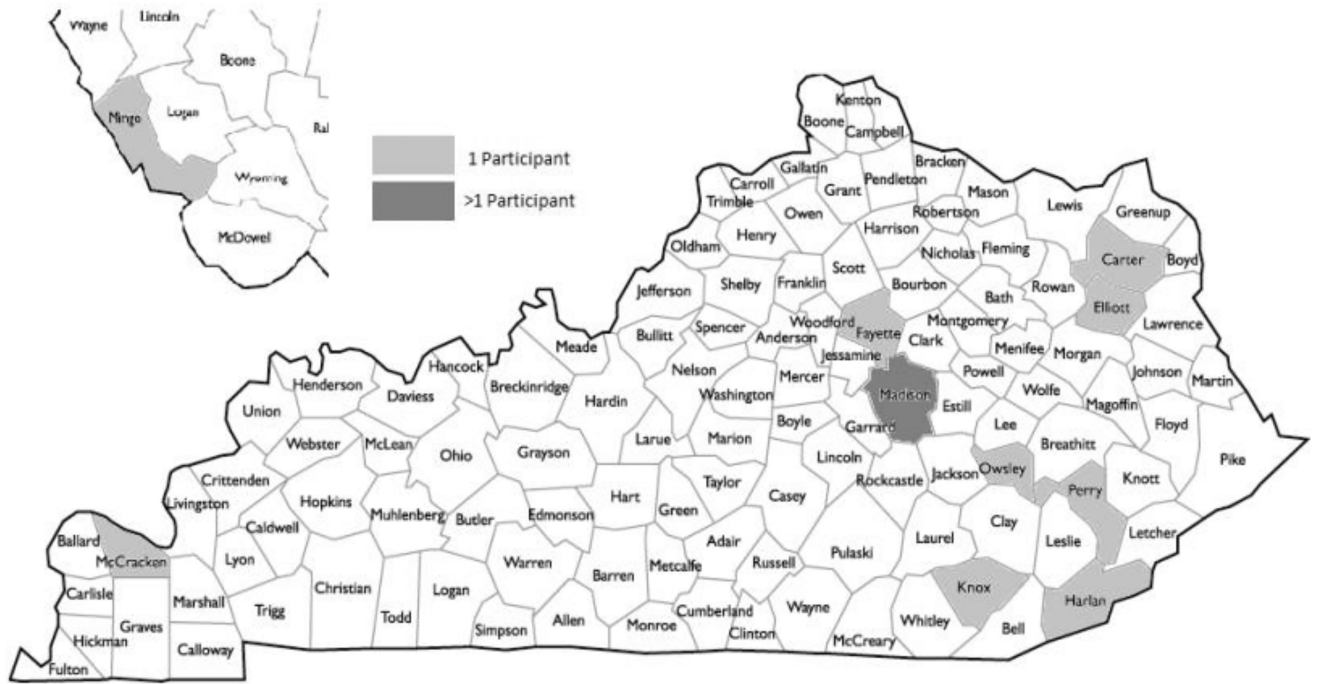 Wayne
Lincoln
Boone
Mingo
Logan
Wyoming
McDowell
1 Participant
>1 Participant
Kenton
Boone
Campbell
Gallatin
Bracken
Carroll
Grant
Pendleton
Mason
Trimble
Owen
Robertson
Lewis
Greenup
Henry
Harrison
Oldham
Nicholas
Fleming
Carter
Boyd
Scott
Shelby
Franklin
Bourbon
Rowan
Jefferson
Bath
Elliott
Woodford
Fayette
Montgomery
Lawrence
Spencer
Anderson
Bullitt
Clark
Menifee
Morgan
Meade
Jessamine
Hancock
Nelson
Mercer
Powell
Johnson
Martin
Henderson
Daviess
Breckinridge
Washington
Madison
Wolfe
Hardin
Estill
Magoffin
Union
Boyle
Garrard
Lee
Floyd
Webster
McLean
Larue
Marion
Breathitt
Ohio
Grayson
Lincoln
Pike
Rockcastle
Jackson
Owsley
Crittenden
Taylor
Knott
Livingston
Hopkins
Hart
Casey
Perry
Green
Muhlenberg
Butler
Edmonson
Caldwell
Clay
Ballard
Adair
Laurel
Leslie
Letcher
McCracken
Lyon
Warren
Metcalfe
Russell
Pulaski
Barren
Christian
Logan
Knox
Carlisle
Marshall
Trigg
Harlan
Cumberland
Wayne
Todd
Allen
Whitley
Graves
Simpson
Monroe
Clinton
Bell
Hickman
McCreary
Calloway
Fulton